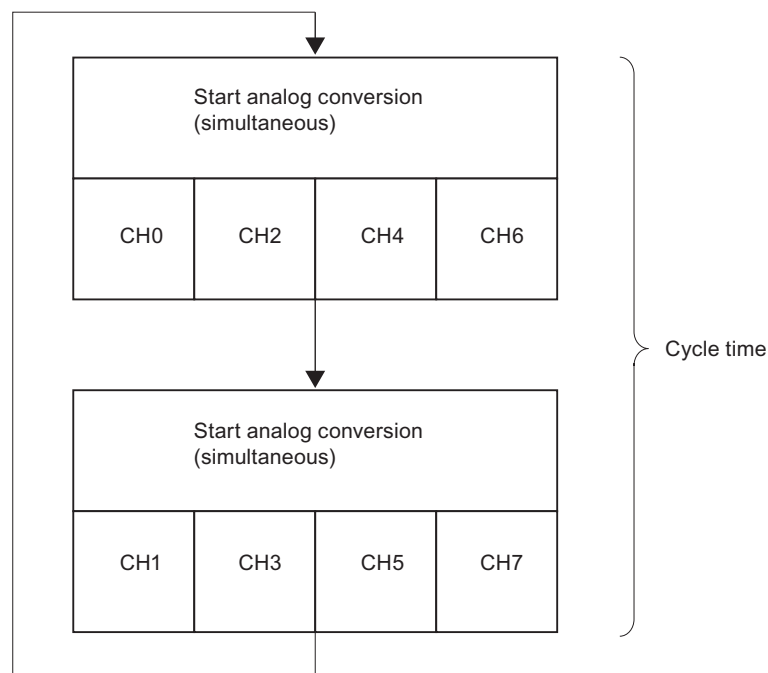 Start analog conversion
(simultaneous)
CH0 CH2 CH4 CH6
Cycle time
Start analog conversion
(simultaneous)
CH1 CH3 CH5 CH7